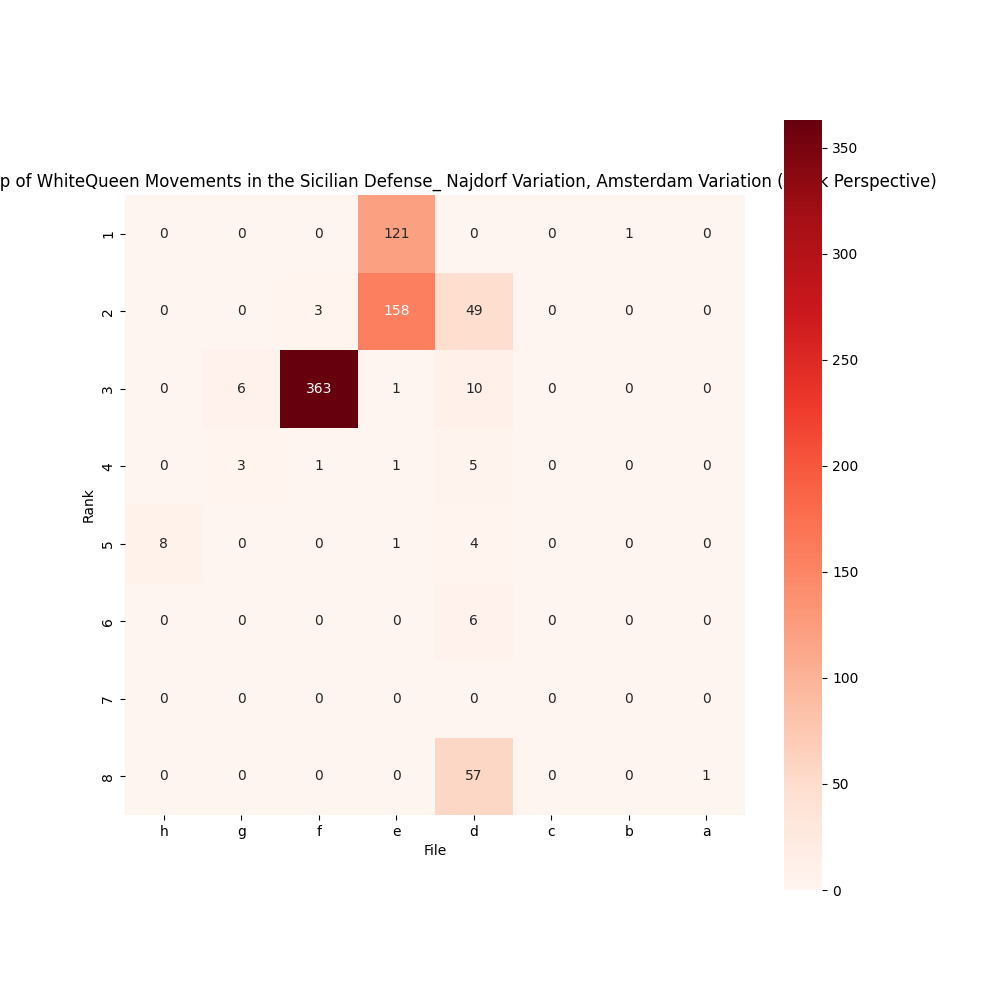 p of WhiteQueen Movements in the Sicilian Defense_ Najdorf Variation, Amsterdam Variation ( k Perspective)
1 0 0 0 121 0 0 1 0
2 0 0 3 158 49 0 0 0
3 0 6 363 1 10 0 0 0
4 0 3 1 1 5 0 0 0
5 8 0 0 1 4 0 0 0
6 0 0 0 0 6 0 0 0
7 0 0 0 0 0 0 0 0
8 0 0 0 0 57 0 0 1
h g f e d c b a
File
Rank
350
300
250
200
150
100
50
0